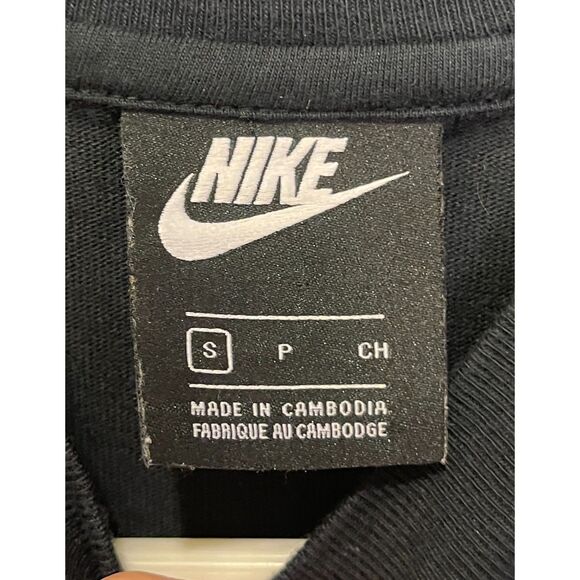 NIKE
S P CH
MADE IN CAMBODIA
FABRIQUE AU CAMBODGE